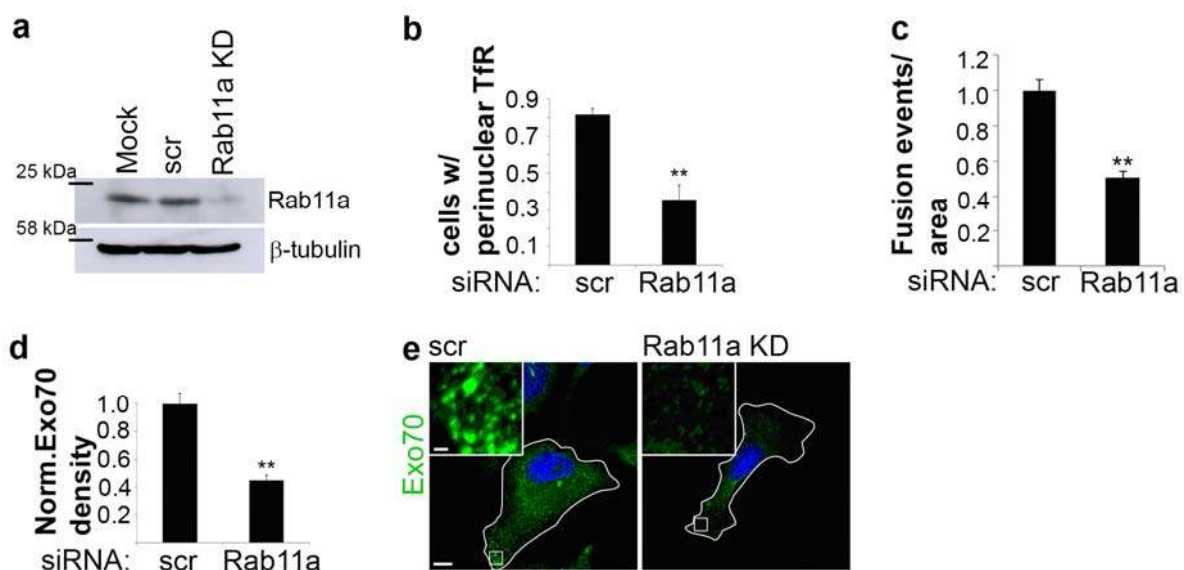 a
Mock
scr
Rab11a KD
25 kDa
Rab11a
58 kDa
β-tubulin
b
cells w/
perinuclear TfR
0.9
0.7
0.5
0.3
0.1
**
siRNA: scr Rab11a
c
Fusion events/
area
1.2
1.0
0.8
0.6
0.4
0.2
**
siRNA: scr Rab11a
d
Norm.Exo70
density
1.0
0.8
0.6
0.4
0.2
**
siRNA: scr Rab11a
e
scr
Rab11a KD
Exo70